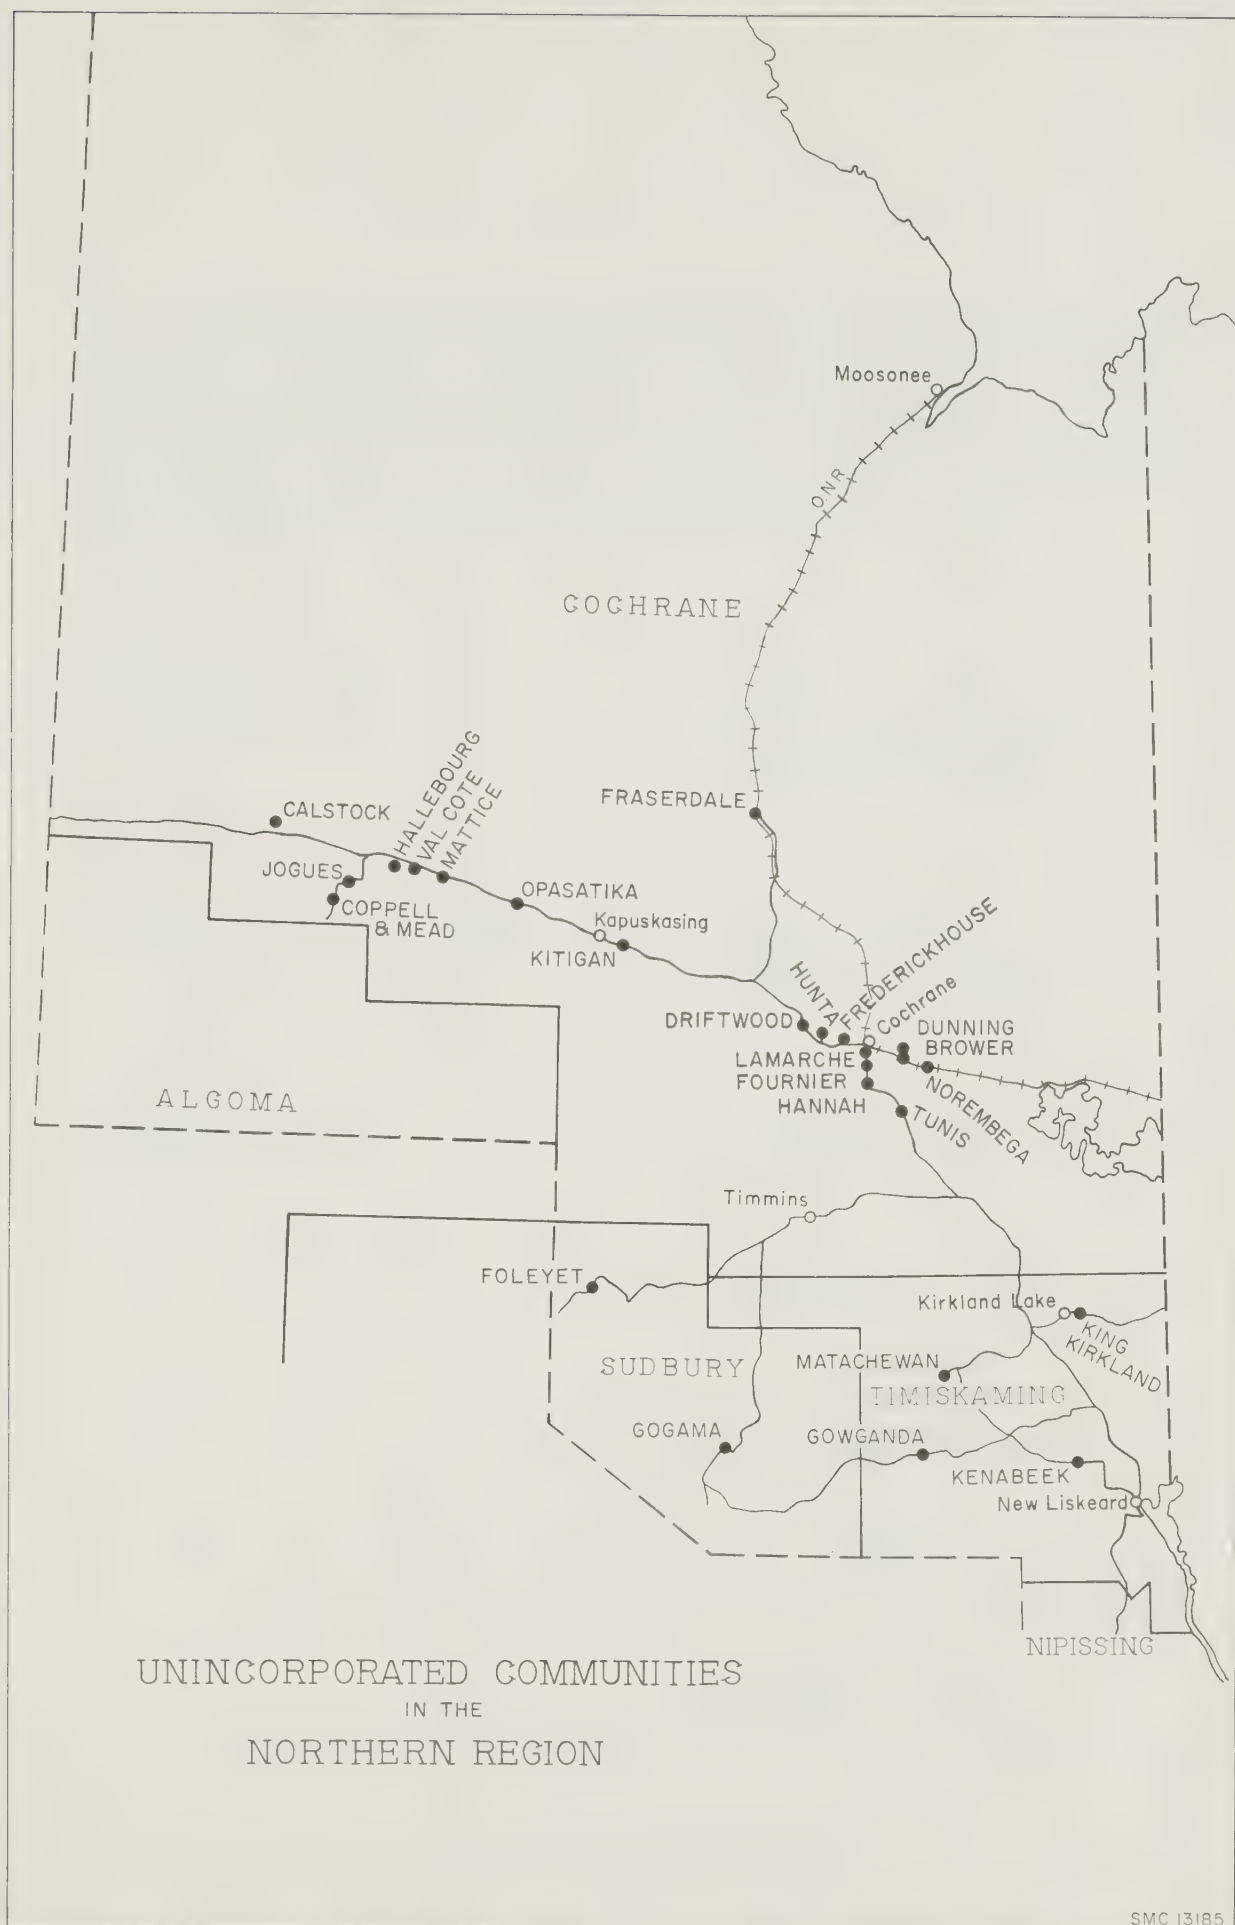 Moosonee
O.N.R
COCHRANE
FRASERDALE
CALSTOCK
HALLEBOURG
VAL COTE
MATTICE
JOGUES
COPPELL
& MEAD
OPASATIKA
Kapuskasing
KITIGAN
HUNTA
FREDERICKHOUSE
Cochrane
DRIFTWOOD
DUNNING
BROWER
LAMARCHE
FOURNIER
HANNAH
NOREMBEGA
TUNIS
ALGOMA
Timmins
FOLEYET
Kirkland Lake
KING
KIRKLAND
SUDBURY
MATACHEWAN
TIMISKAMING
GOGAMA
GOWGANDA
KENABEEK
New Liskeard
NIPISSING
UNINCORPORATED COMMUNITIES
IN THE
NORTHERN REGION
SMC 13185